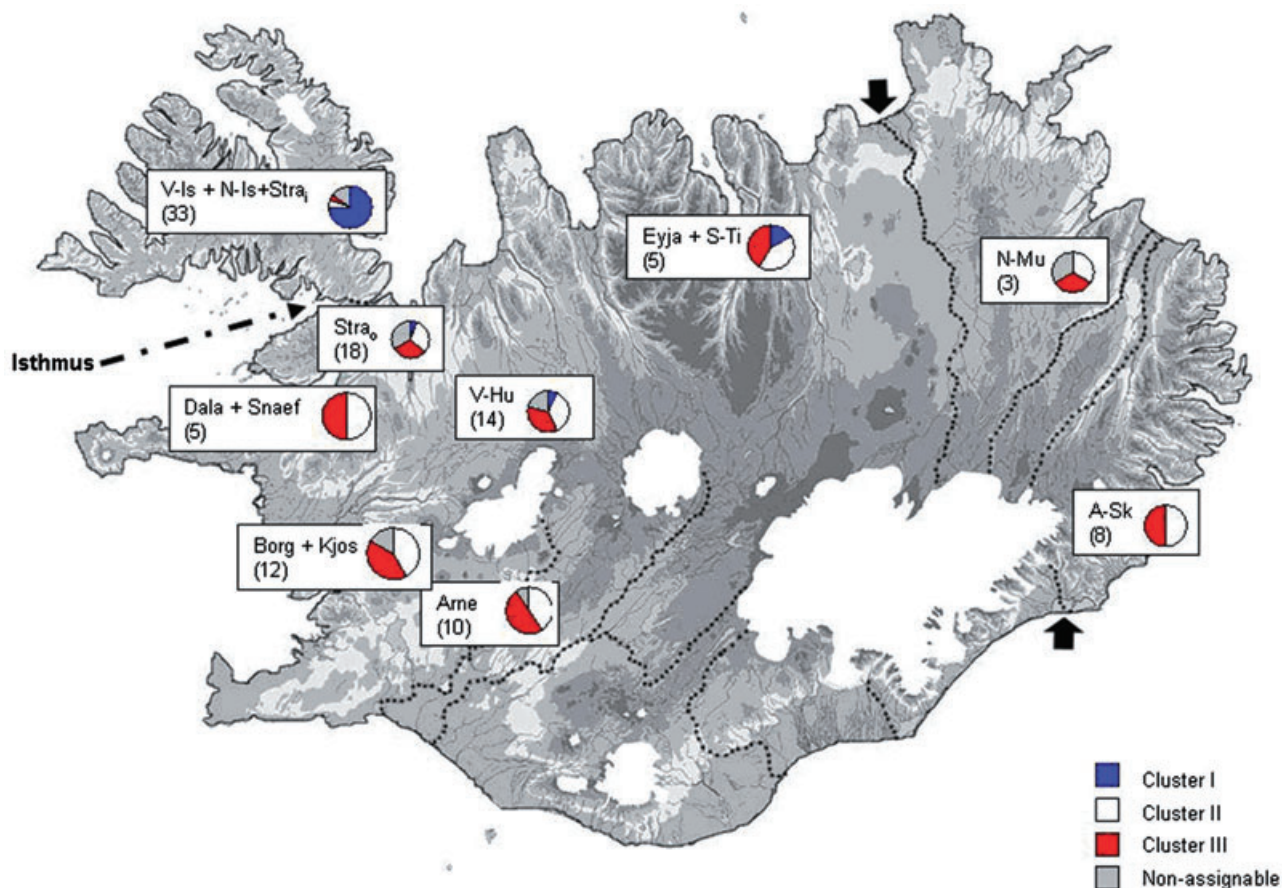 V-Is + N-Is+Straᵢ
(33)
Eyja + S-Ti
(5)
N-Mu
(3)
Straₒ
(18)
Isthmus
Dala + Snaef
(5)
V-Hu
(14)
A-Sk
(8)
Borg + Kjos
(12)
Arne
(10)
Cluster I
Cluster II
Cluster III
Non-assignable